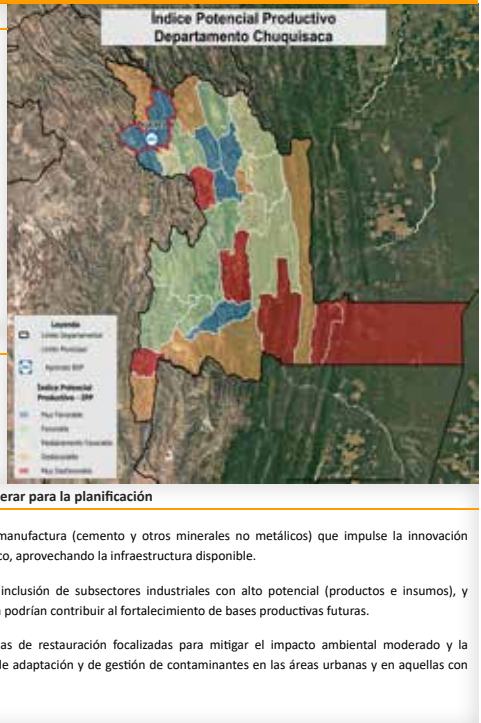 Índice Potencial Productivo
Departamento Chuquisaca
Leyenda
Límite Departamental
Límite Municipal
Índice Potencial
Productivo - IPP
Muy Favorable
Favorable
Medianamente Favorable
Desfavorable
Muy Desfavorable
erar para la planificación
manufactura (cemento y otros minerales no metálicos) que impulse la innovación
co, aprovechando la infraestructura disponible.
inclusión de subsectores industriales con alto potencial (productos e insumos), y
podrían contribuir al fortalecimiento de bases productivas futuras.
as de restauración focalizadas para mitigar el impacto ambiental moderado y la
de adaptación y de gestión de contaminantes en las áreas urbanas y en aquellas con